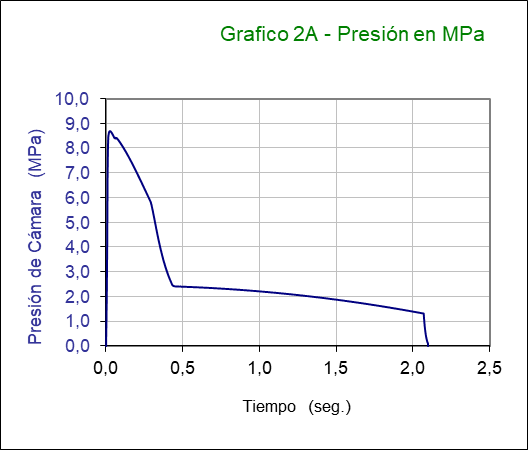 Grafico 2A - Presión en MPa
10,0
9,0
8,0
7,0
6,0
5,0
4,0
3,0
2,0
1,0
0,0
Presión de Cámara (MPa)
0,0 0,5 1,0 1,5 2,0 2,5
Tiempo (seg.)